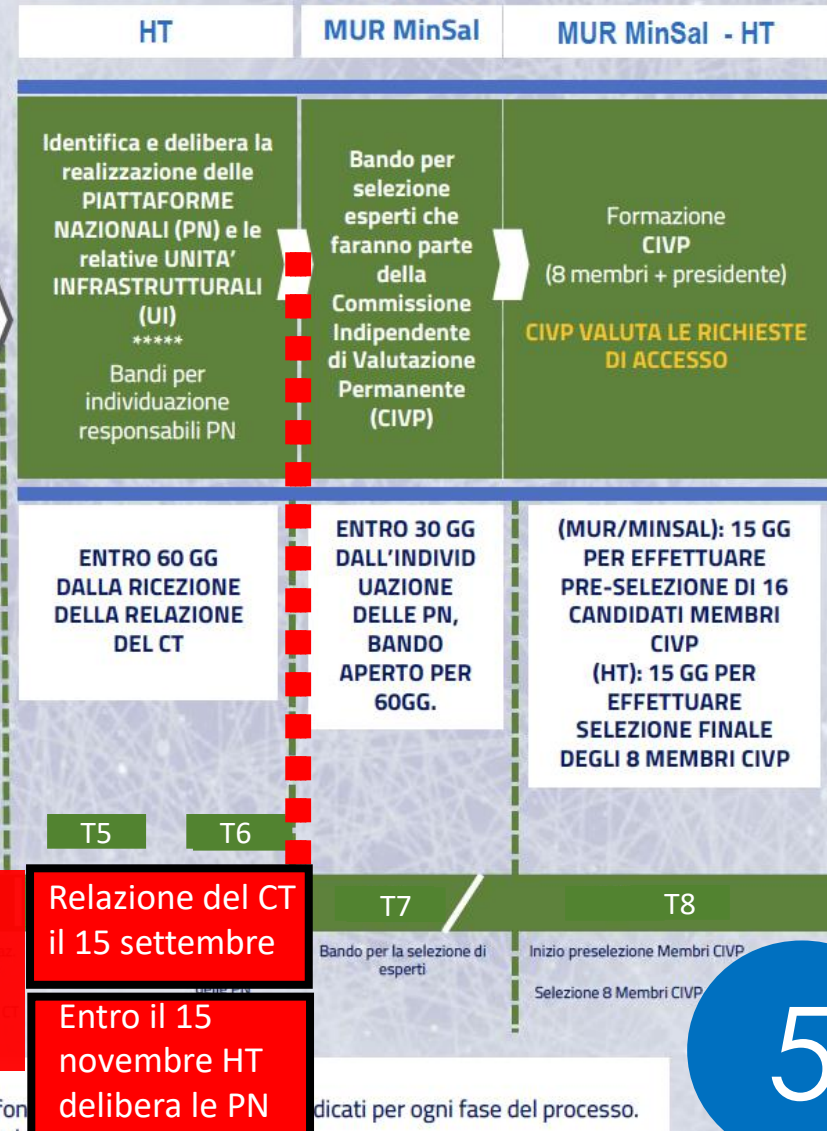 HT
MUR MinSal
MUR MinSal - HT
Identifica e delibera la
realizzazione delle
PIATTAFORME
NAZIONALI (PN) e le
relative UNITA'
INFRASTRUTTURALI
(UI)
*****
Bandi per
individuazione
responsabili PN
Bando per
selezione
esperti che
faranno parte
della
Commissione
Indipendente
di Valutazione
Permanente
(CIVP)
Formazione
CIVP
(8 membri + presidente)
CIVP VALUTA LE RICHIESTE
DI ACCESSO
ENTRO 60 GG
DALLA RICEZIONE
DELLA RELAZIONE
DEL CT
ENTRO 30 GG
DALL'INDIVID
UAZIONE
DELLE PN,
BANDO
APERTO PER
60GG.
(MUR/MINSAL): 15 GG
PER EFFETTUARE
PRE-SELEZIONE DI 16
CANDIDATI MEMBRI
CIVP
(HT): 15 GG PER
EFFETTUARE
SELEZIONE FINALE
DEGLI 8 MEMBRI CIVP
T5
T6
T7
T8
Relazione del CT
il 15 settembre
Bando per la selezione di
esperti
Inizio preselezione Membri CIVP
Selezione 8 Membri CIVP
delle PN
Entro il 15
novembre HT
delibera le PN
5
dicati per ogni fase del processo.